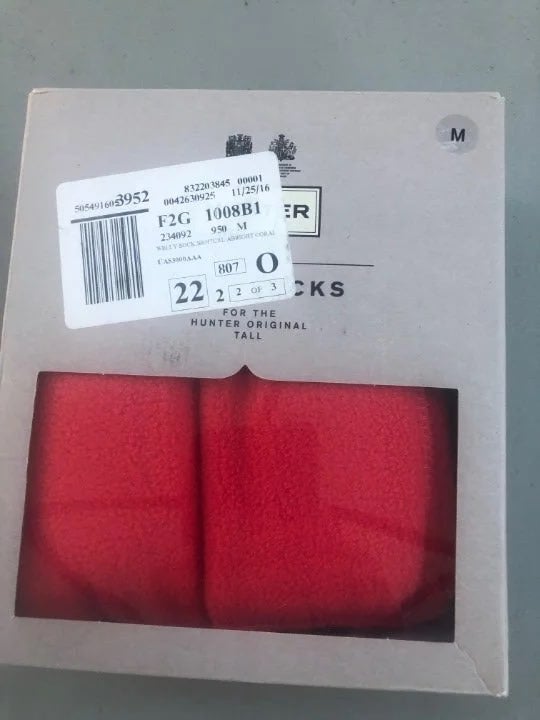 M
832203845 00001
0042630925 11/25/16
3952
F2G 1008B1
234092 950 M
807 O
22 2 2 OF 3
ER
CKS
FOR THE
HUNTER ORIGINAL
TALL